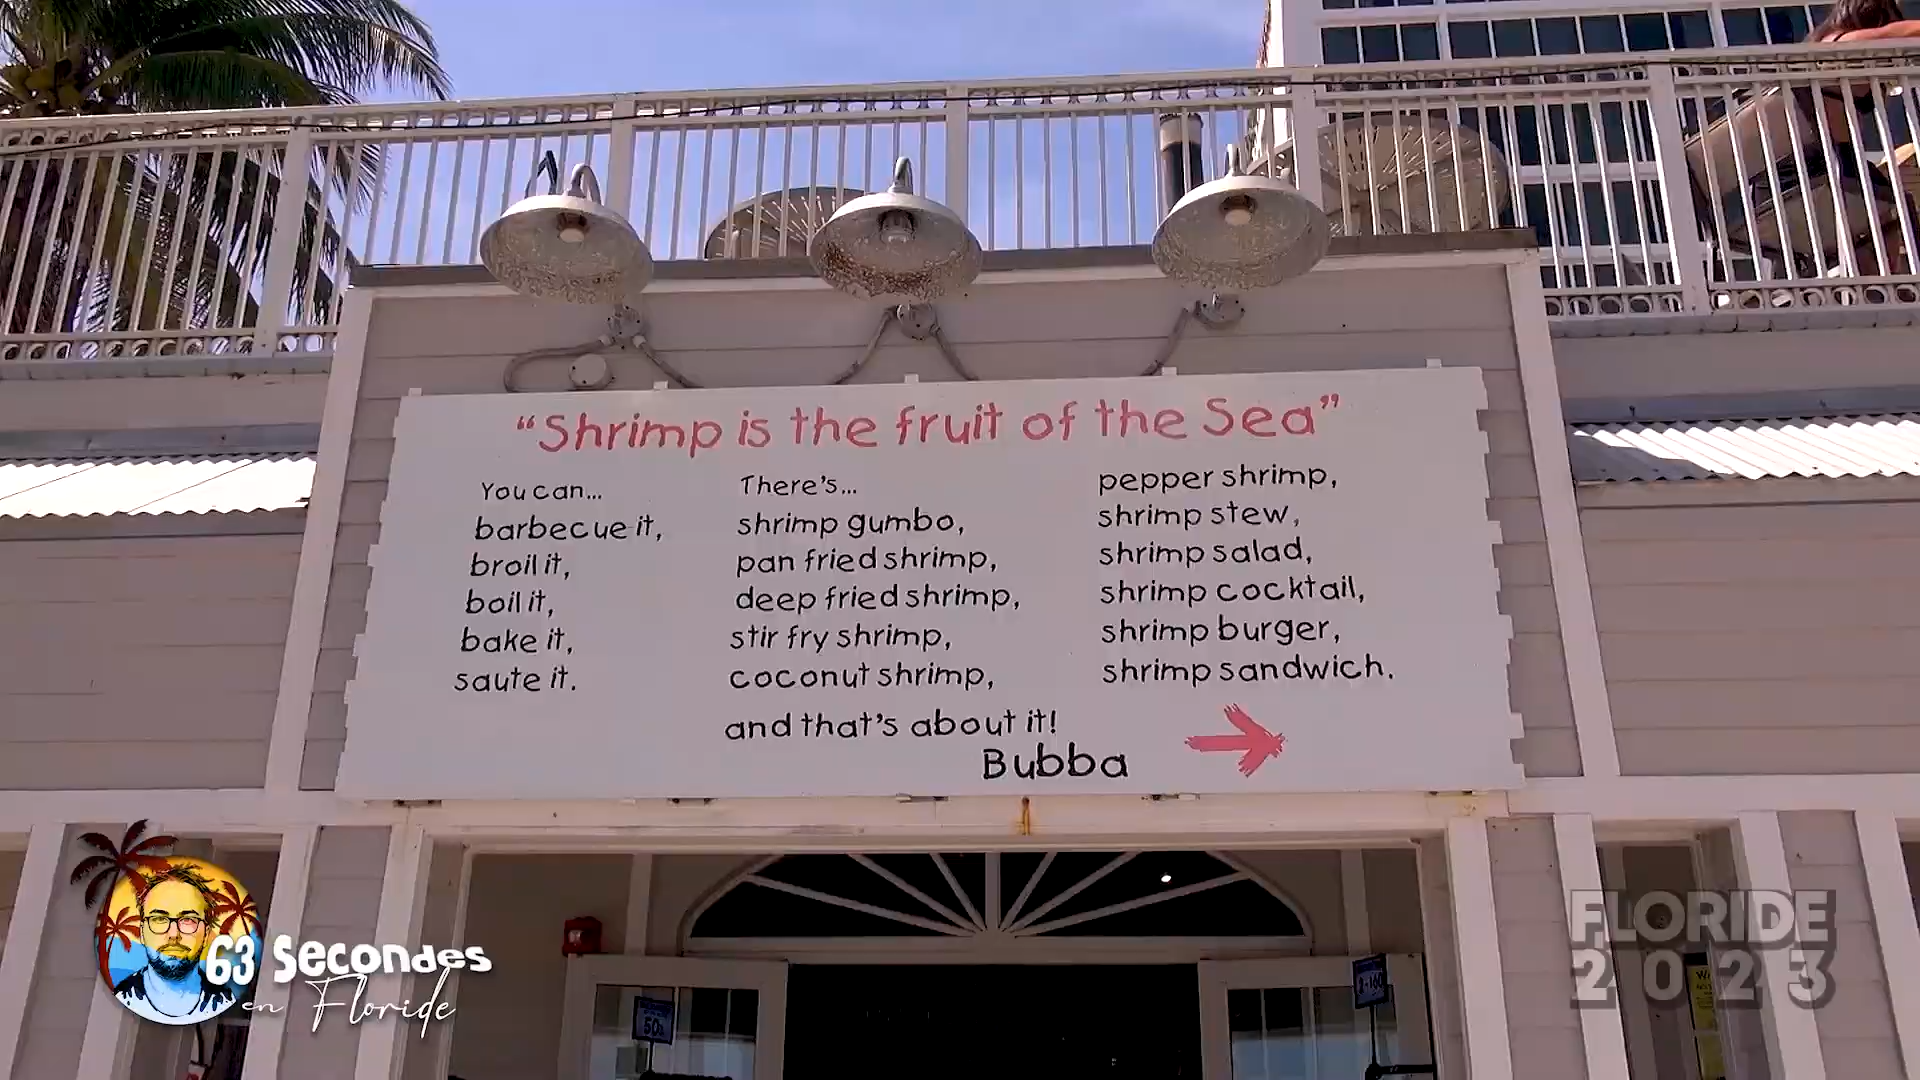 "Shrimp is the fruit of the Sea"
You can...
barbecue it,
broil it,
boil it,
bake it,
saute it.
There's...
shrimp gumbo,
pan fried shrimp,
deep fried shrimp,
stir fry shrimp,
coconut shrimp,
pepper shrimp,
shrimp stew,
shrimp salad,
shrimp cocktail,
shrimp burger,
shrimp sandwich.
and that's about it!
Bubba
63 Secondes
en Floride
FLORIDE
2023